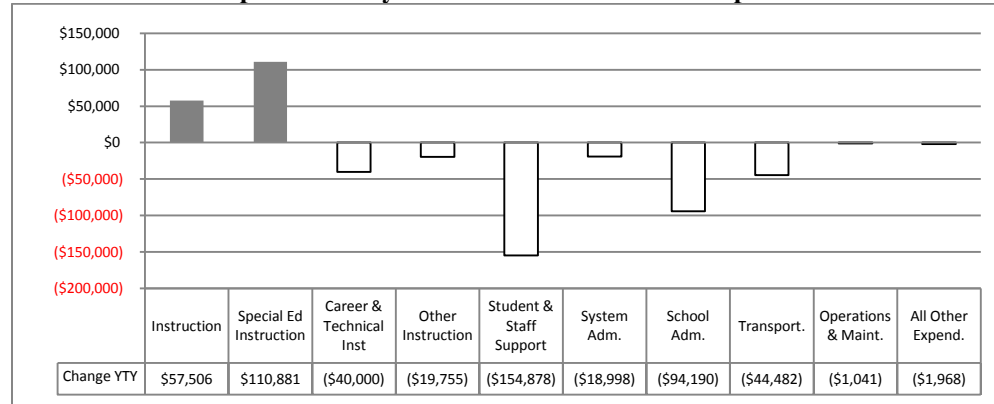 $150,000
$100,000
$50,000
$0
($50,000)
($100,000)
($150,000)
($200,000)
Instruction
Special Ed
Instruction
Career &
Technical
Inst
Other
Instruction
Student &
Staff
Support
System
Adm.
School
Adm.
Transport.
Operations
& Maint.
All Other
Expend.
Change YTY $57,506 $110,881 ($40,000) ($19,755) ($154,878) ($18,998) ($94,190) ($44,482) ($1,041) ($1,968)